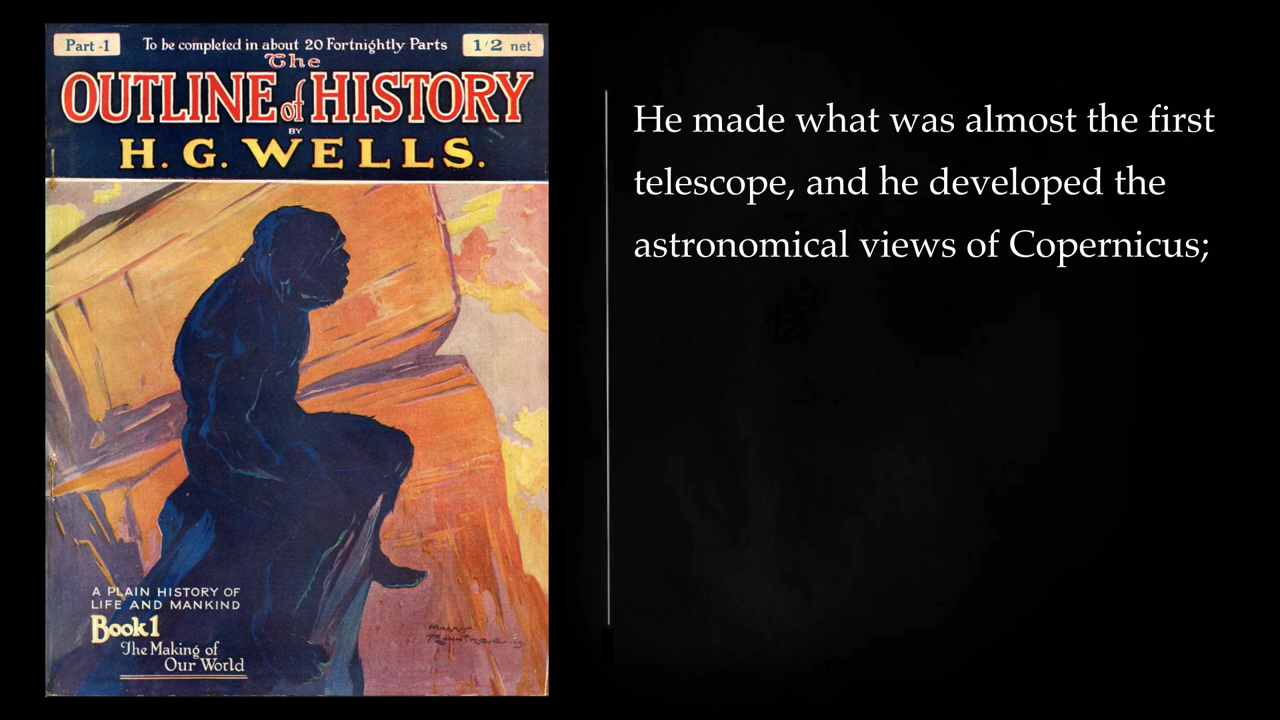 Part -1
To be completed in about 20 Fortnightly Parts
1/2 net
The
OUTLINE of HISTORY
BY
H. G. WELLS.
A PLAIN HISTORY OF
LIFE AND MANKIND
Book 1
The Making of
Our World
He made what was almost the first
telescope, and he developed the
astronomical views of Copernicus;